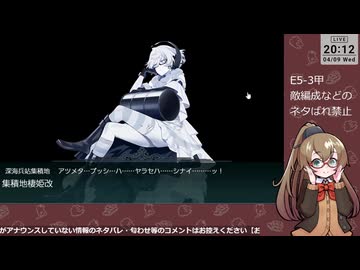 LIVE
20:12
04/09 Wed
E5-3甲
敵編成などの
ネタばれ禁止
深海兵站集積地 アツメタ…ブッシ…ハ……ヤラセハ……シナイ………ッ！
集積地棲姫改
がアナウンスしていない情報のネタバレ・匂わせ等のコメントはお控えください【お